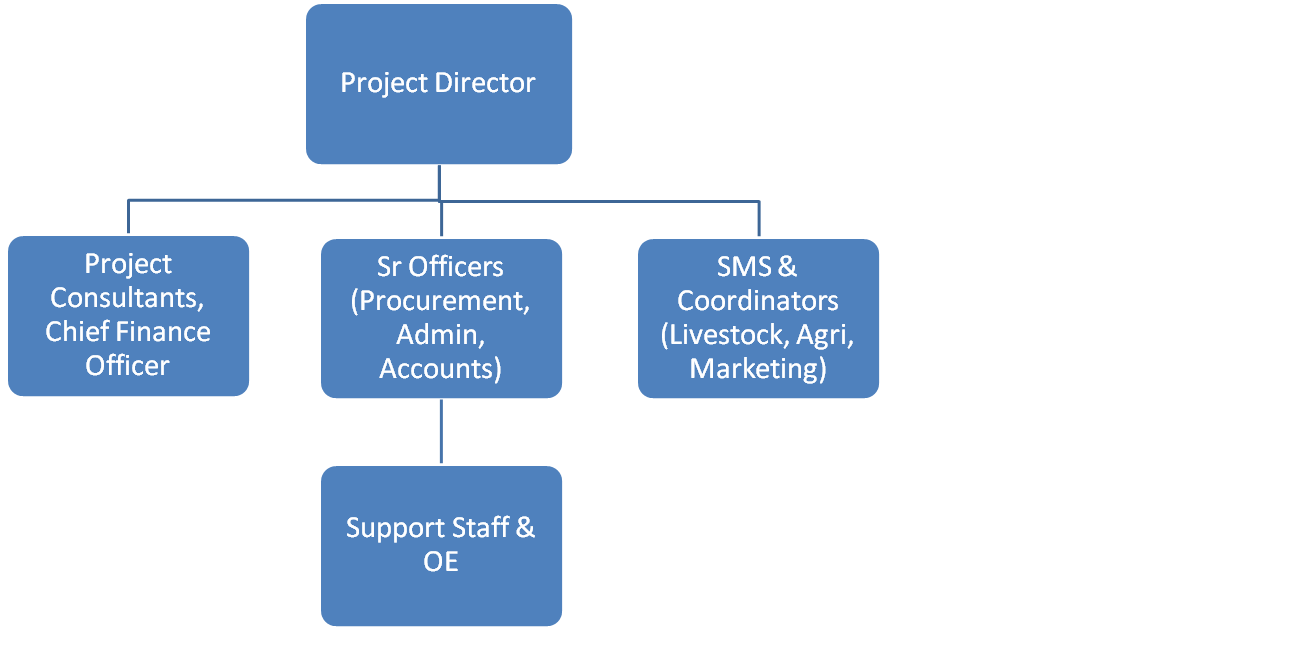 Project Director
Project
Consultants,
Chief Finance
Officer
Sr Officers
(Procurement,
Admin,
Accounts)
SMS &
Coordinators
(Livestock, Agri,
Marketing)
Support Staff &
OE